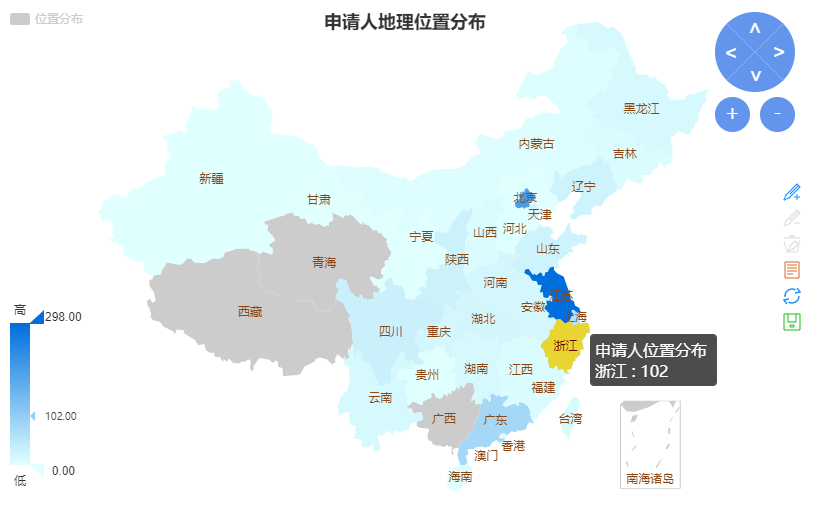 位置分布
申请人地理位置分布
黑龙江
内蒙古
吉林
新疆
甘肃
北京
辽宁
天津
宁夏
山西
河北
山东
青海
陕西
河南
西藏
江苏
安徽
上海
高
298.00
四川
重庆
湖北
浙江
申请人位置分布
浙江 : 102
贵州
湖南
江西
福建
云南
广西
广东
台湾
102.00
香港
澳门
0.00
低
海南
南海诸岛